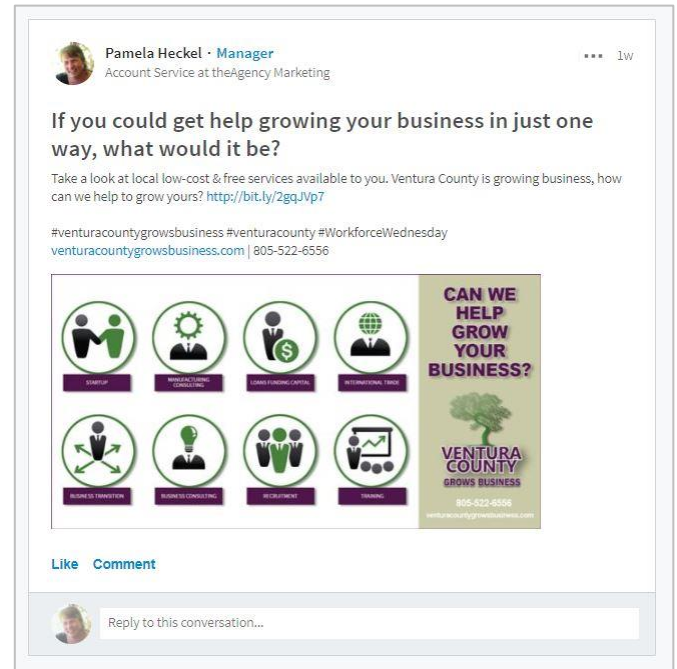 Pamela Heckel · Manager
... 1w
Account Service at theAgency Marketing
If you could get help growing your business in just one
way, what would it be?
Take a look at local low-cost & free services available to you. Ventura County is growing business, how
can we help to grow yours? http://bit.ly/2gqJVp7
#venturacountygrowsbusiness #venturacounty #WorkforceWednesday
venturacountygrowsbusiness.com | 805-522-6556
STARTUP
MANUFACTURING
CONSULTING
LOANS FUNDING CAPITAL
INTERNATIONAL TRADE
BUSINESS TRANSITION
BUSINESS CONSULTING
RECRUITMENT
TRAINING
CAN WE
HELP
GROW
YOUR
BUSINESS?
VENTURA
COUNTY
GROWS BUSINESS
805-522-6556
venturacountygrowsbusiness.com
Like Comment
Reply to this conversation...